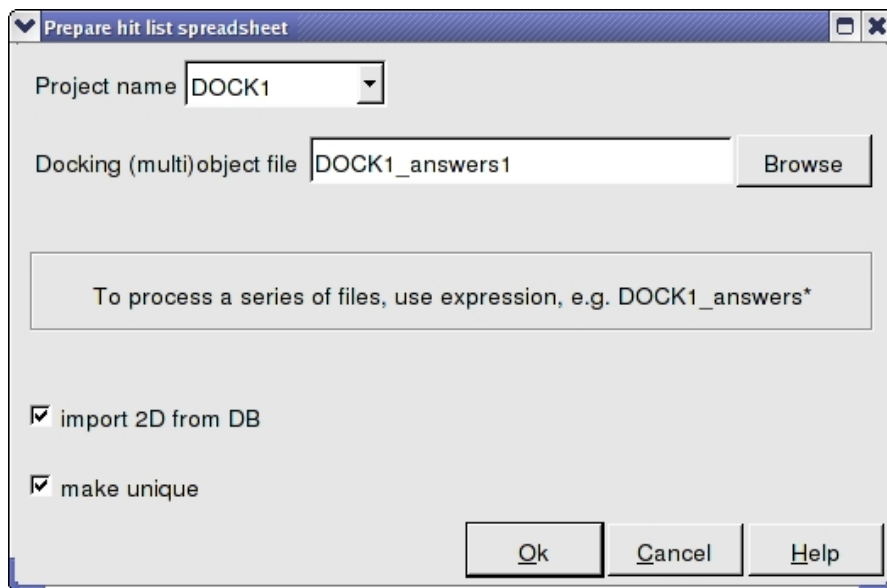 Prepare hit list spreadsheet
Project name DOCK1
Docking (multi)object file DOCK1_answers1 Browse
To process a series of files, use expression, e.g. DOCK1_answers*
import 2D from DB
make unique
Ok Cancel Help